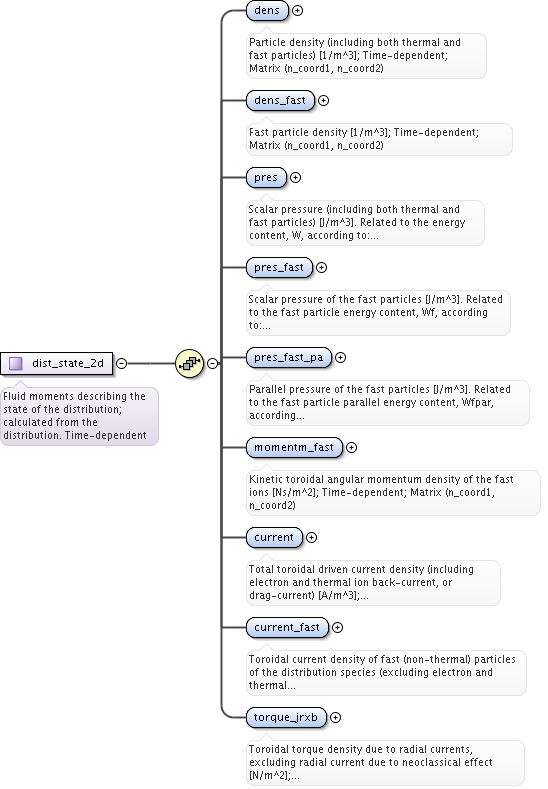 dens
Particle density (including both thermal and
fast particles) [1/m^3]; Time-dependent;
Matrix (n_coord1, n_coord2)
dens_fast
Fast particle density [1/m^3]; Time-dependent;
Matrix (n_coord1, n_coord2)
pres
Scalar pressure (including both thermal and
fast particles) [J/m^3]. Related to the energy
content, W, according to:...
pres_fast
Scalar pressure of the fast particles [J/m^3]. Related
to the fast particle energy content, Wf, according
to:...
dist_state_2d
Fluid moments describing the
state of the distribution;
calculated from the
distribution. Time-dependent
pres_fast_pa
Parallel pressure of the fast particles [J/m^3]. Related
to the fast particle parallel energy content, Wfpar,
according...
momentm_fast
Kinetic toroidal angular momentum density of the fast
ions [Ns/m^2]; Time-dependent; Matrix (n_coord1,
n_coord2)
current
Total toroidal driven current density (including
electron and thermal ion back-current, or
drag-current) [A/m^3];...
current_fast
Toroidal current density of fast (non-thermal) particles
of the distribution species (excluding electron and
thermal...
torque_jrxb
Toroidal torque density due to radial currents,
excluding radial current due to neoclassical effect
[N/m^2];...